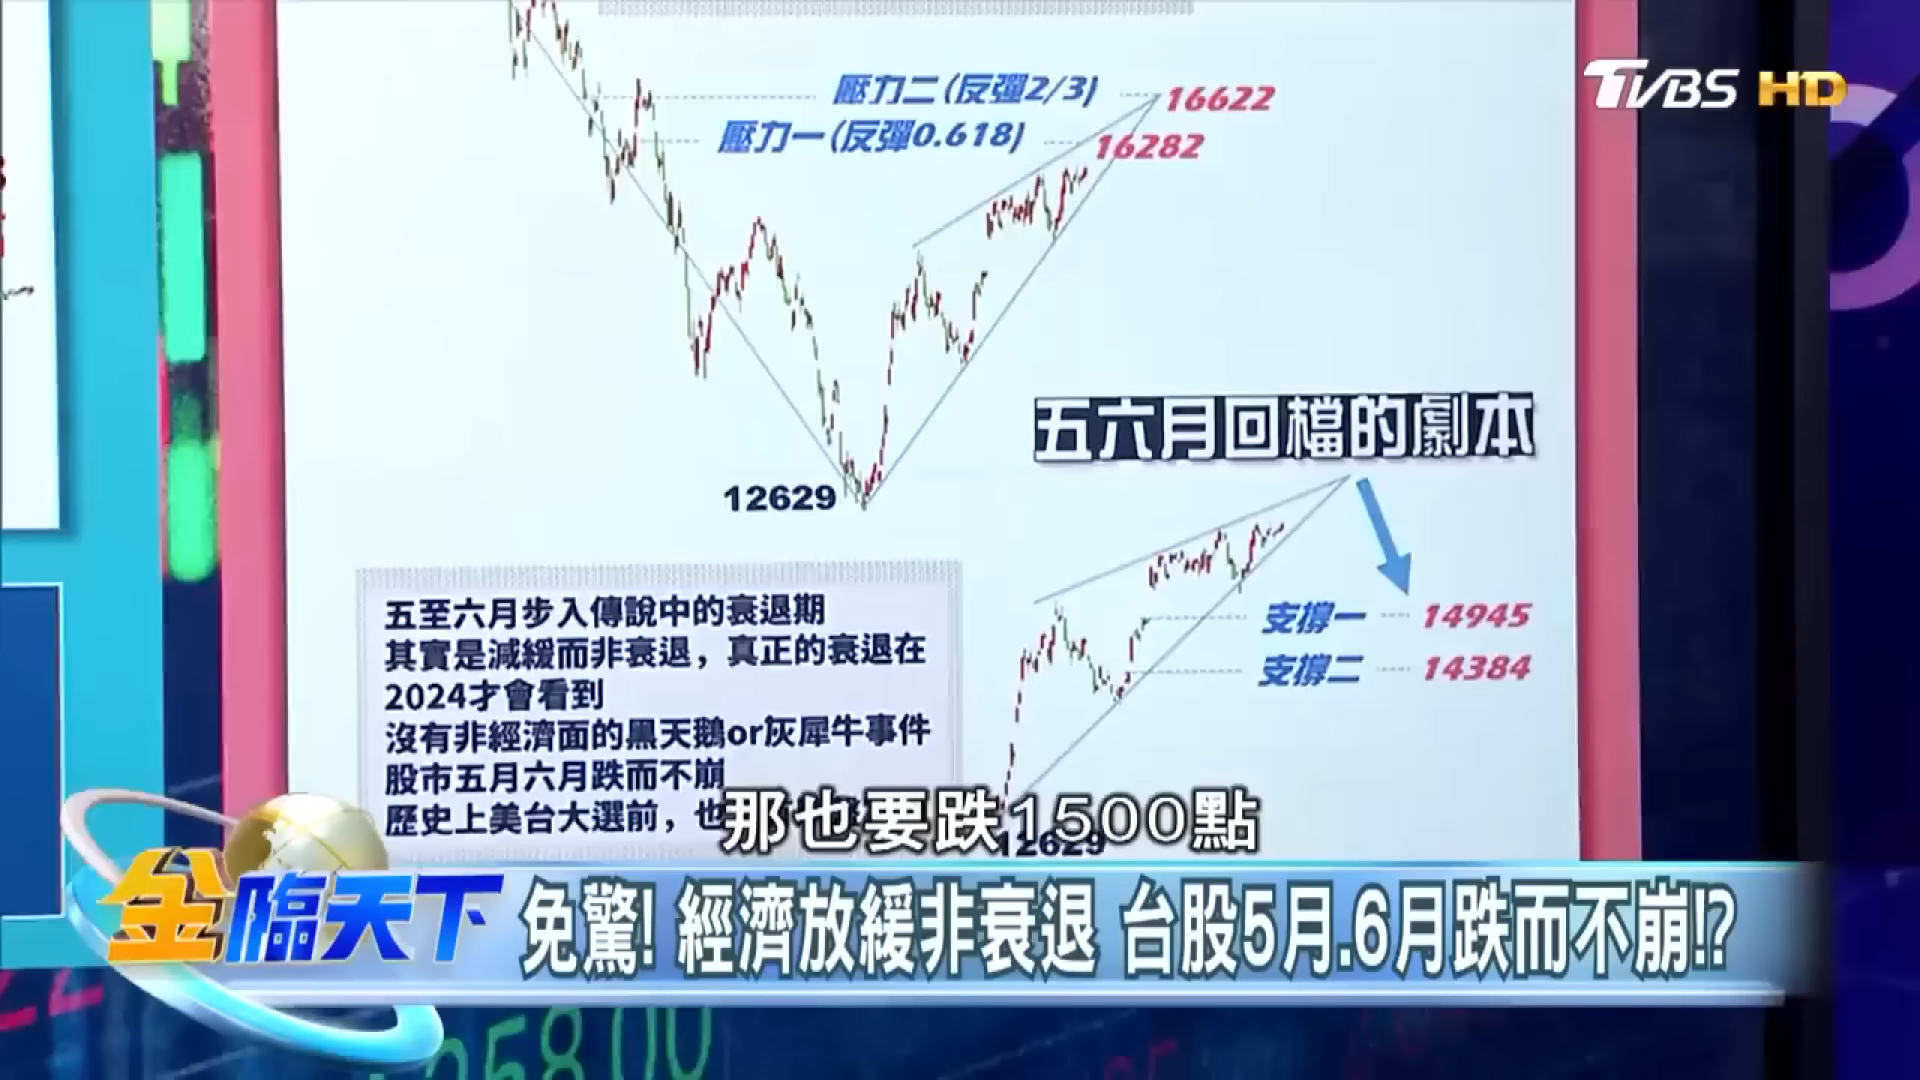 TVBS HD
壓力二(反彈2/3) 16622
壓力一(反彈0.618) 16282
12629
五六月回檔的劇本
支撐一 14945
支撐二 14384
12629
五至六月步入傳說中的衰退期
其實是減緩而非衰退，真正的衰退在
2024才會看到
沒有非經濟面的黑天鵝or灰犀牛事件
股市五月六月跌而不崩
歷史上美台大選前，也
那也要跌1500點
金臨天下
免驚! 經濟放緩非衰退 台股5月.6月跌而不崩!?